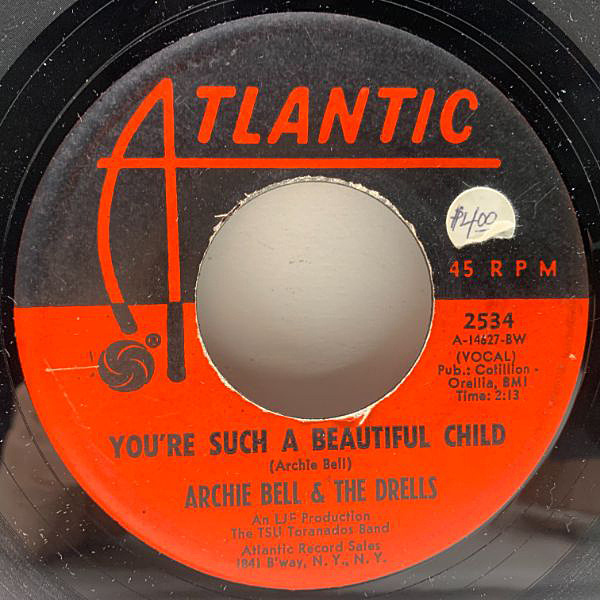 ATLANTIC
$4.00
45 RPM
®
2534
A-14627-BW
(VOCAL)
Pub.: Cotillion -
Orellia, BMI
Time: 2:13
YOU'RE SUCH A BEAUTIFUL CHILD
(Archie Bell)
ARCHIE BELL & THE DRELLS
An LJF Production
The TSU Toranados Band
Atlantic Record Sales
1841 B'way, N. Y., N. Y.